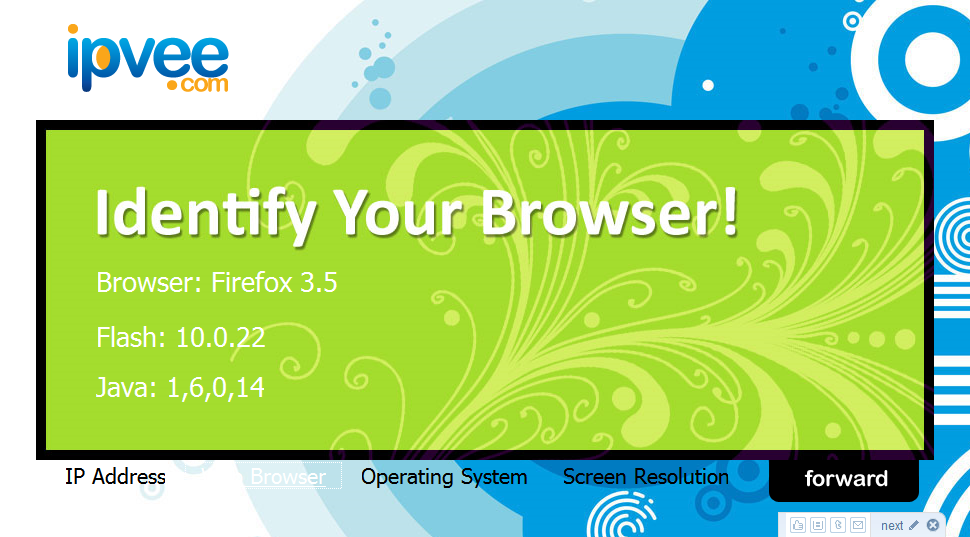 ipvee
.com
Identify Your Browser!
Browser: Firefox 3.5
Flash: 10.0.22
Java: 1,6,0,14
IP Address Browser Operating System Screen Resolution forward
next